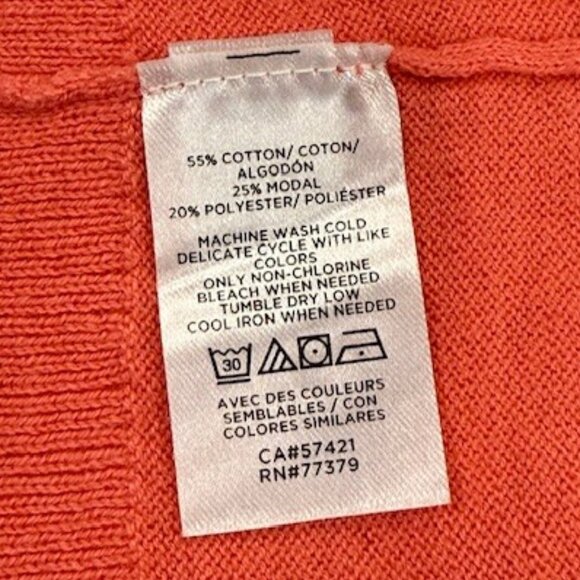 55% COTTON/ COTON/
ALGODÓN
25% MODAL
20% POLYESTER/ POLIÉSTER
MACHINE WASH COLD
DELICATE CYCLE WITH LIKE
COLORS
ONLY NON-CHLORINE
BLEACH WHEN NEEDED
TUMBLE DRY LOW
COOL IRON WHEN NEEDED
30
AVEC DES COULEURS
SEMBLABLES / CON
COLORES SIMILARES
CA#57421
RN#77379